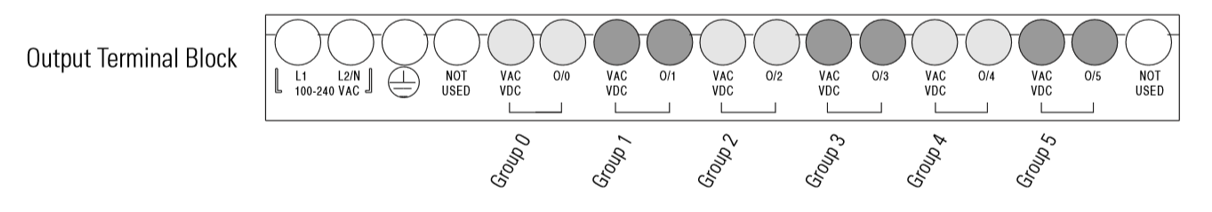 Output Terminal Block
L1 L2/N NOT VAC O/0 VAC O/1 VAC O/2 VAC O/3 VAC O/4 VAC O/5 NOT
100-240 VAC USED VDC VDC VDC VDC VDC VDC USED
Group 0 Group 1 Group 2 Group 3 Group 4 Group 5